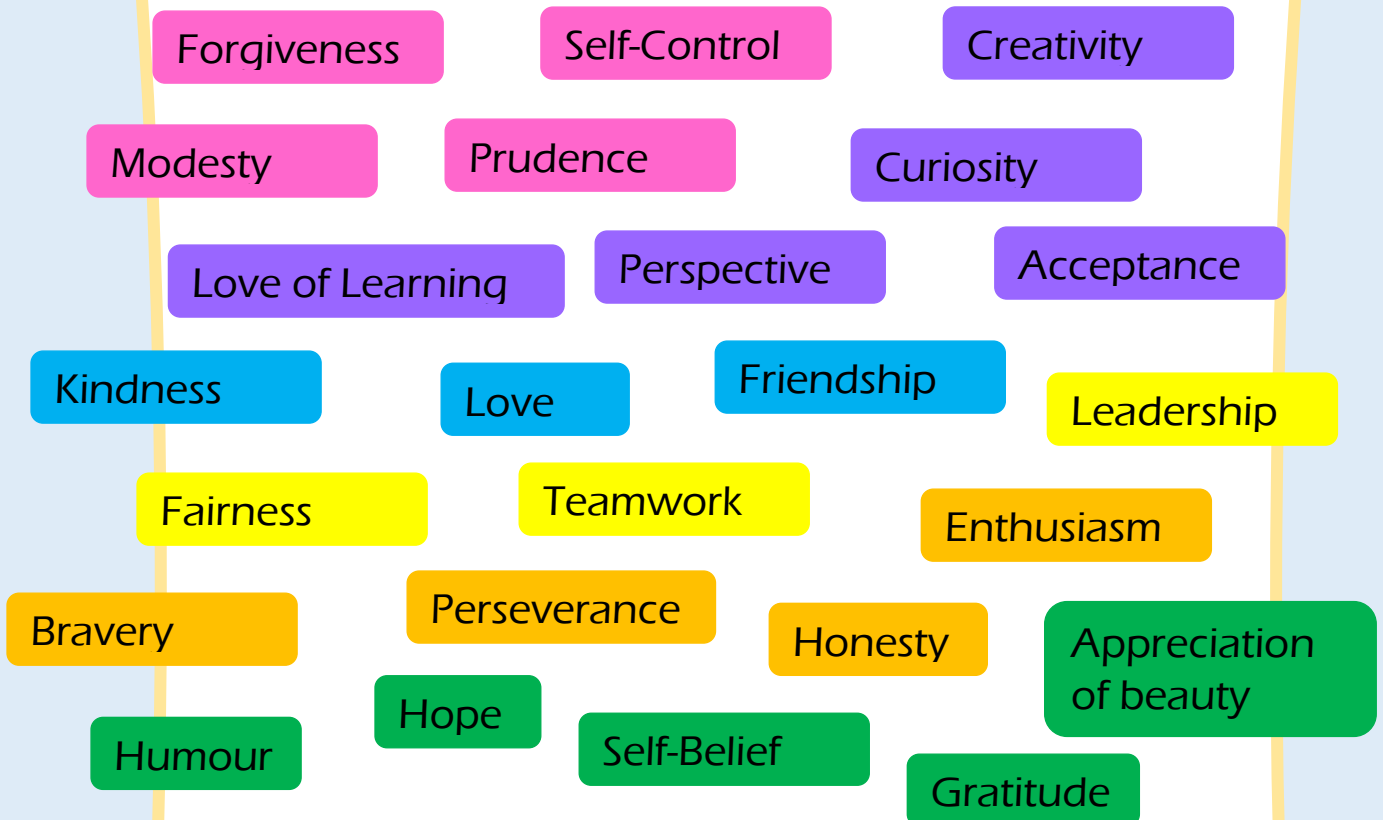 Forgiveness
Self-Control
Creativity
Modesty
Prudence
Curiosity
Love of Learning
Perspective
Acceptance
Kindness
Love
Friendship
Leadership
Fairness
Teamwork
Enthusiasm
Bravery
Perseverance
Honesty
Appreciation
of beauty
Humour
Hope
Self-Belief
Gratitude